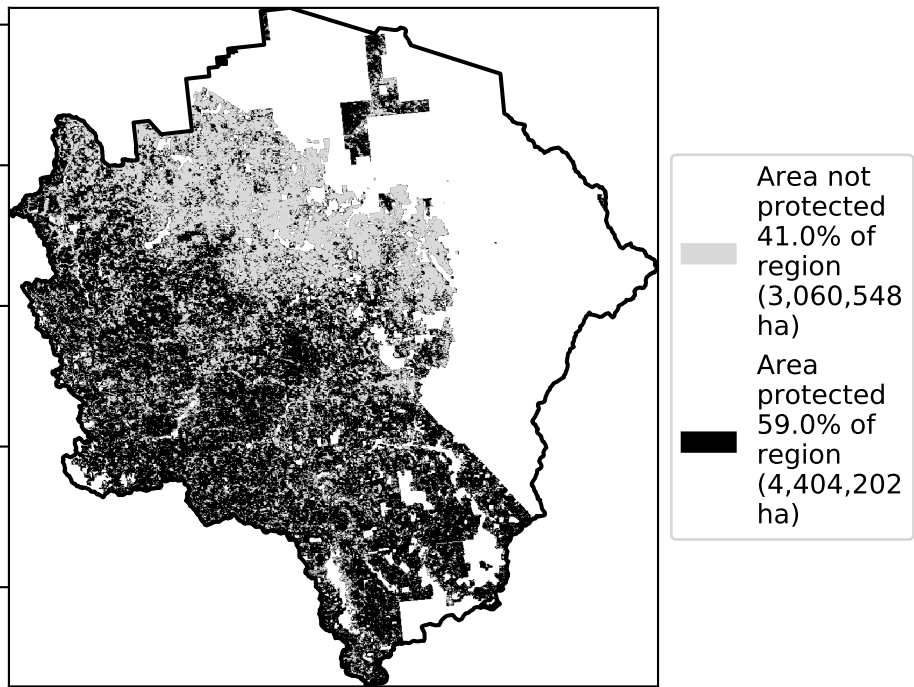 Area not
protected
41.0% of
region
(3,060,548
ha)
Area
protected
59.0% of
region
(4,404,202
ha)